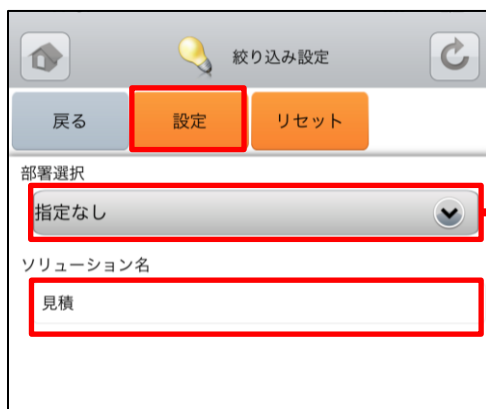 絞り込み設定
戻る 設定 リセット
部署選択
指定なし
ソリューション名
見積